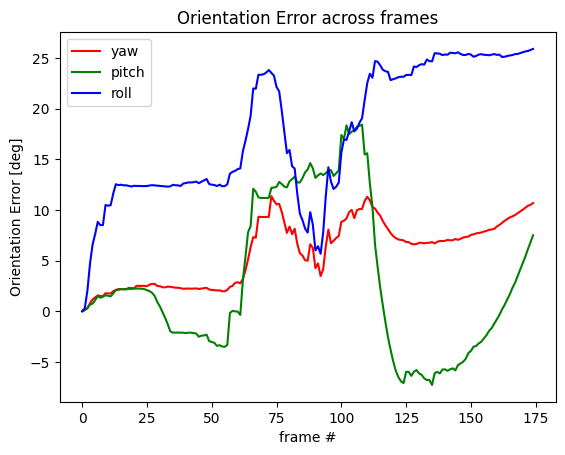 Orientation Error across frames
yaw
pitch
roll
Orientation Error [deg]
25
20
15
10
5
0
−5
0 25 50 75 100 125 150 175
frame #